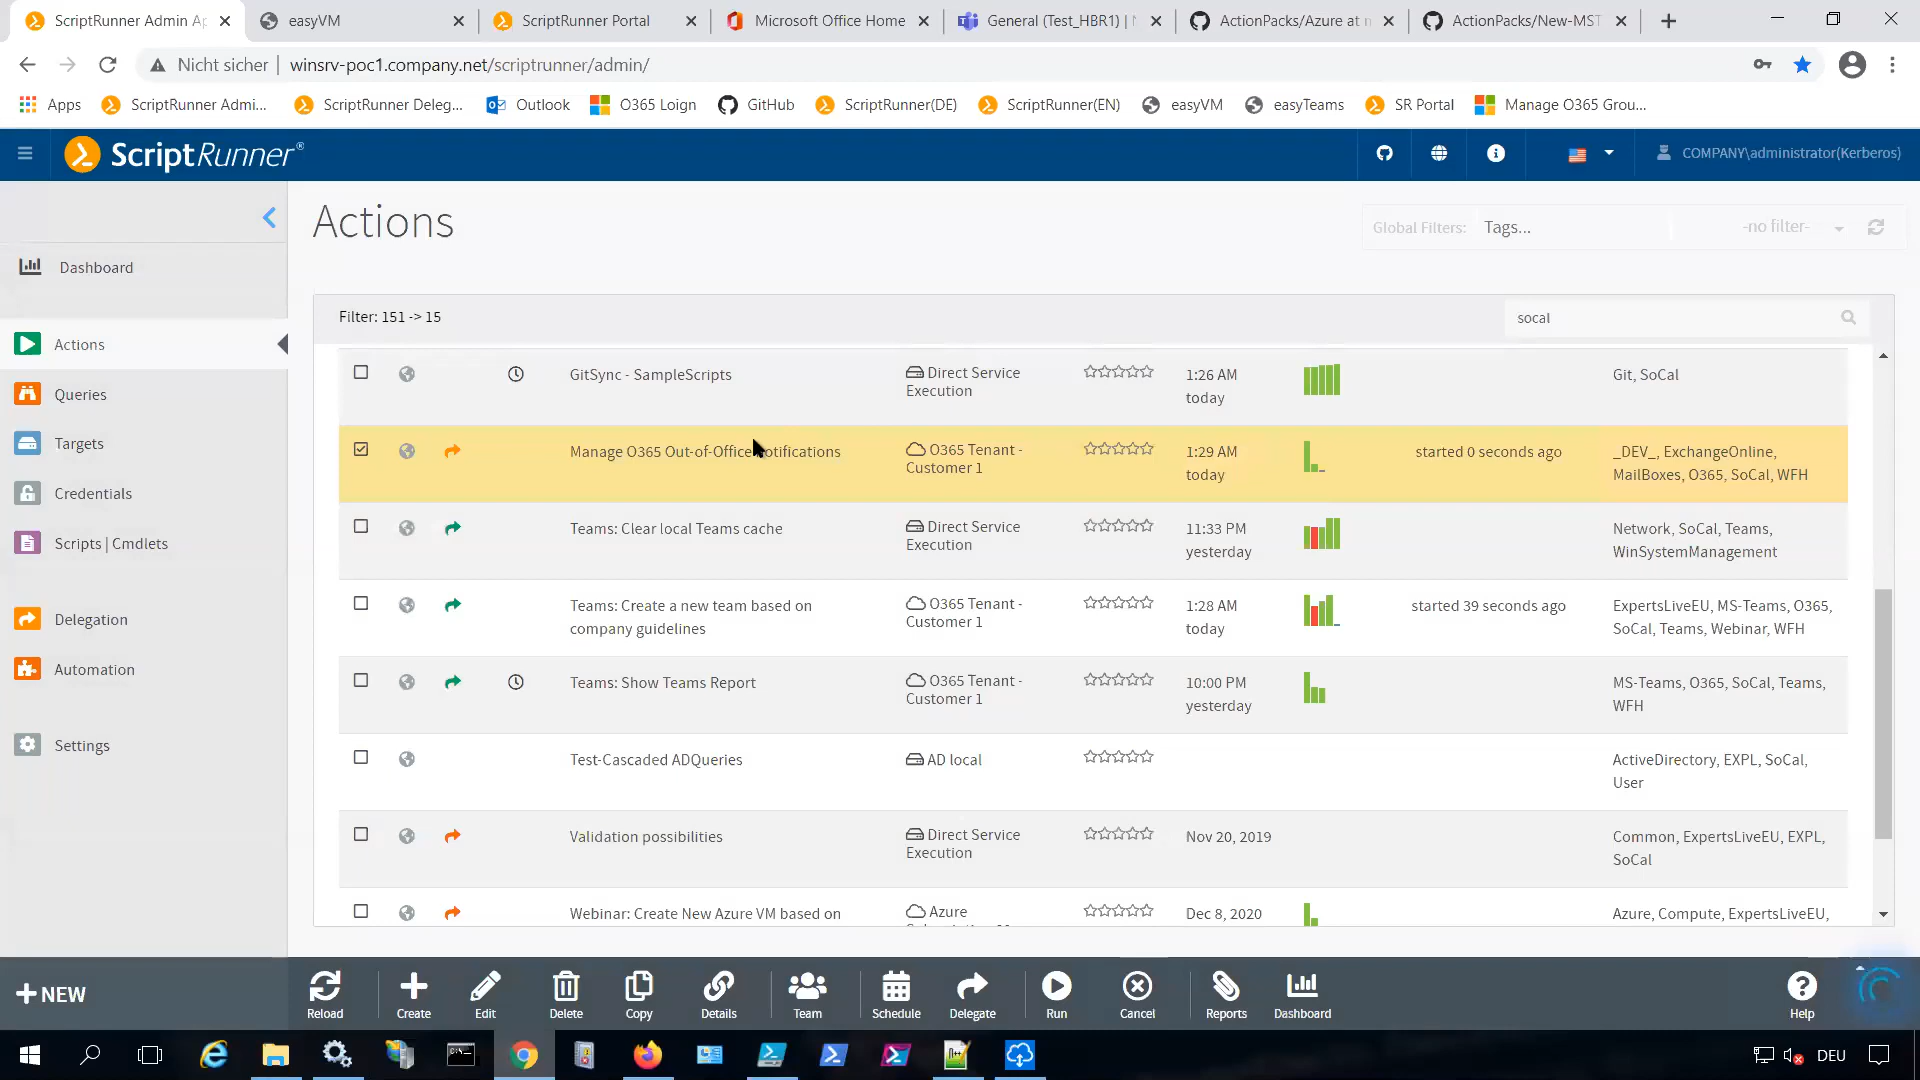 ScriptRunner Admin Ap
easyVM
ScriptRunner Portal
Microsoft Office Home
General (Test_HBR1) |
ActionPacks/Azure at n
ActionPacks/New-MST
Nicht sicher
winsrv-poc1.company.net/scriptrunner/admin/
Apps
ScriptRunner Admi...
ScriptRunner Deleg...
Outlook
O365 Loign
GitHub
ScriptRunner(DE)
ScriptRunner(EN)
easyVM
easyTeams
SR Portal
Manage O365 Grou...
ScriptRunner®
COMPANY\administrator(Kerberos)
Actions
Global Filters:
Tags...
-no filter-
Dashboard
Actions
Queries
Targets
Credentials
Scripts | Cmdlets
Delegation
Automation
Settings
Filter: 151 -> 15
socal
GitSync - SampleScripts
Direct Service
Execution
1:26 AM
today
Git, SoCal
Manage O365 Out-of-Office otifications
O365 Tenant -
Customer 1
1:29 AM
today
started 0 seconds ago
_DEV_, ExchangeOnline,
MailBoxes, O365, SoCal, WFH
Teams: Clear local Teams cache
Direct Service
Execution
11:33 PM
yesterday
Network, SoCal, Teams,
WinSystemManagement
Teams: Create a new team based on
company guidelines
O365 Tenant -
Customer 1
1:28 AM
today
started 39 seconds ago
ExpertsLiveEU, MS-Teams, O365,
SoCal, Teams, Webinar, WFH
Teams: Show Teams Report
O365 Tenant -
Customer 1
10:00 PM
yesterday
MS-Teams, O365, SoCal, Teams,
WFH
Test-Cascaded ADQueries
AD local
ActiveDirectory, EXPL, SoCal,
User
Validation possibilities
Direct Service
Execution
Nov 20, 2019
Common, ExpertsLiveEU, EXPL,
SoCal
Webinar: Create New Azure VM based on
Azure
Dec 8, 2020
Azure, Compute, ExpertsLiveEU,
NEW
Reload
Create
Edit
Delete
Copy
Details
Team
Schedule
Delegate
Run
Cancel
Reports
Dashboard
Help
DEU